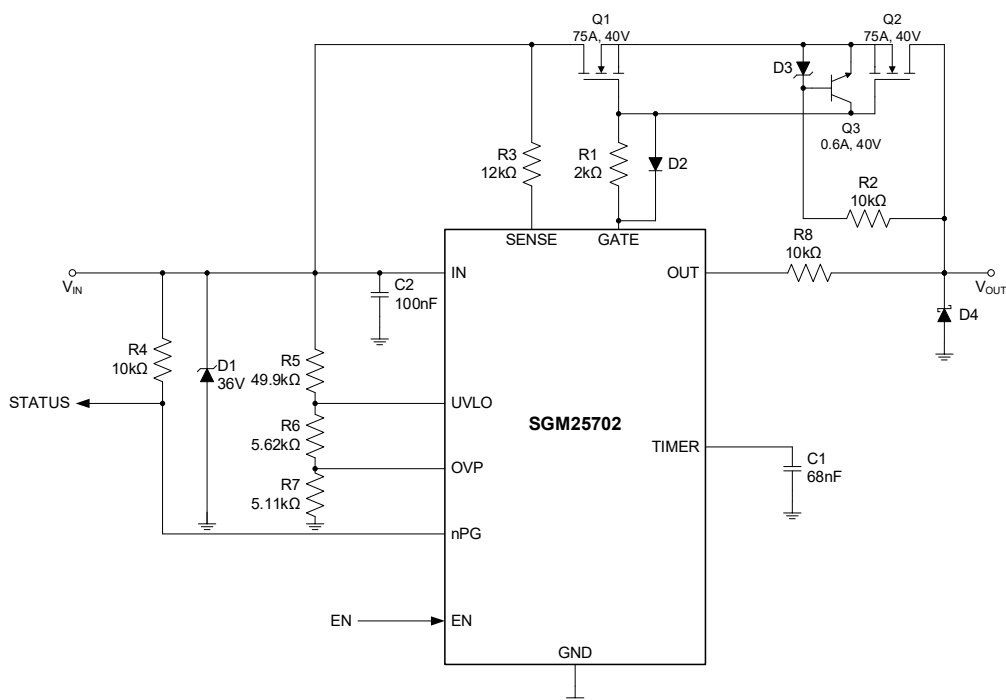 Q1
75A, 40V
Q2
75A, 40V
D3
Q3
0.6A, 40V
R3
12kΩ
R1
2kΩ
D2
R2
10kΩ
SENSE
GATE
R8
10kΩ
VIN
IN
OUT
VOUT
C2
100nF
D4
R4
10kΩ
D1
36V
R5
49.9kΩ
STATUS
UVLO
SGM25702
R6
5.62kΩ
TIMER
C1
68nF
OVP
R7
5.11kΩ
nPG
EN
EN
GND